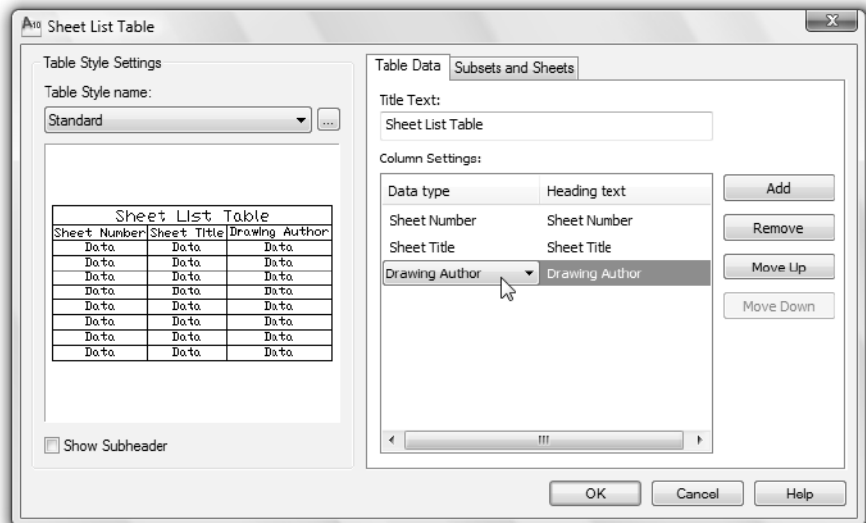 A10 Sheet List Table
X
Table Style Settings
Table Style name:
Standard
...
Sheet List Table
Sheet Number Sheet Title Drawing Author
Data Data Data
Data Data Data
Data Data Data
Data Data Data
Data Data Data
Data Data Data
Data Data Data
Data Data Data
Show Subheader
Table Data Subsets and Sheets
Title Text:
Sheet List Table
Column Settings:
Data type Heading text
Sheet Number Sheet Number
Sheet Title Sheet Title
Drawing Author Drawing Author
Add
Remove
Move Up
Move Down
OK Cancel Help